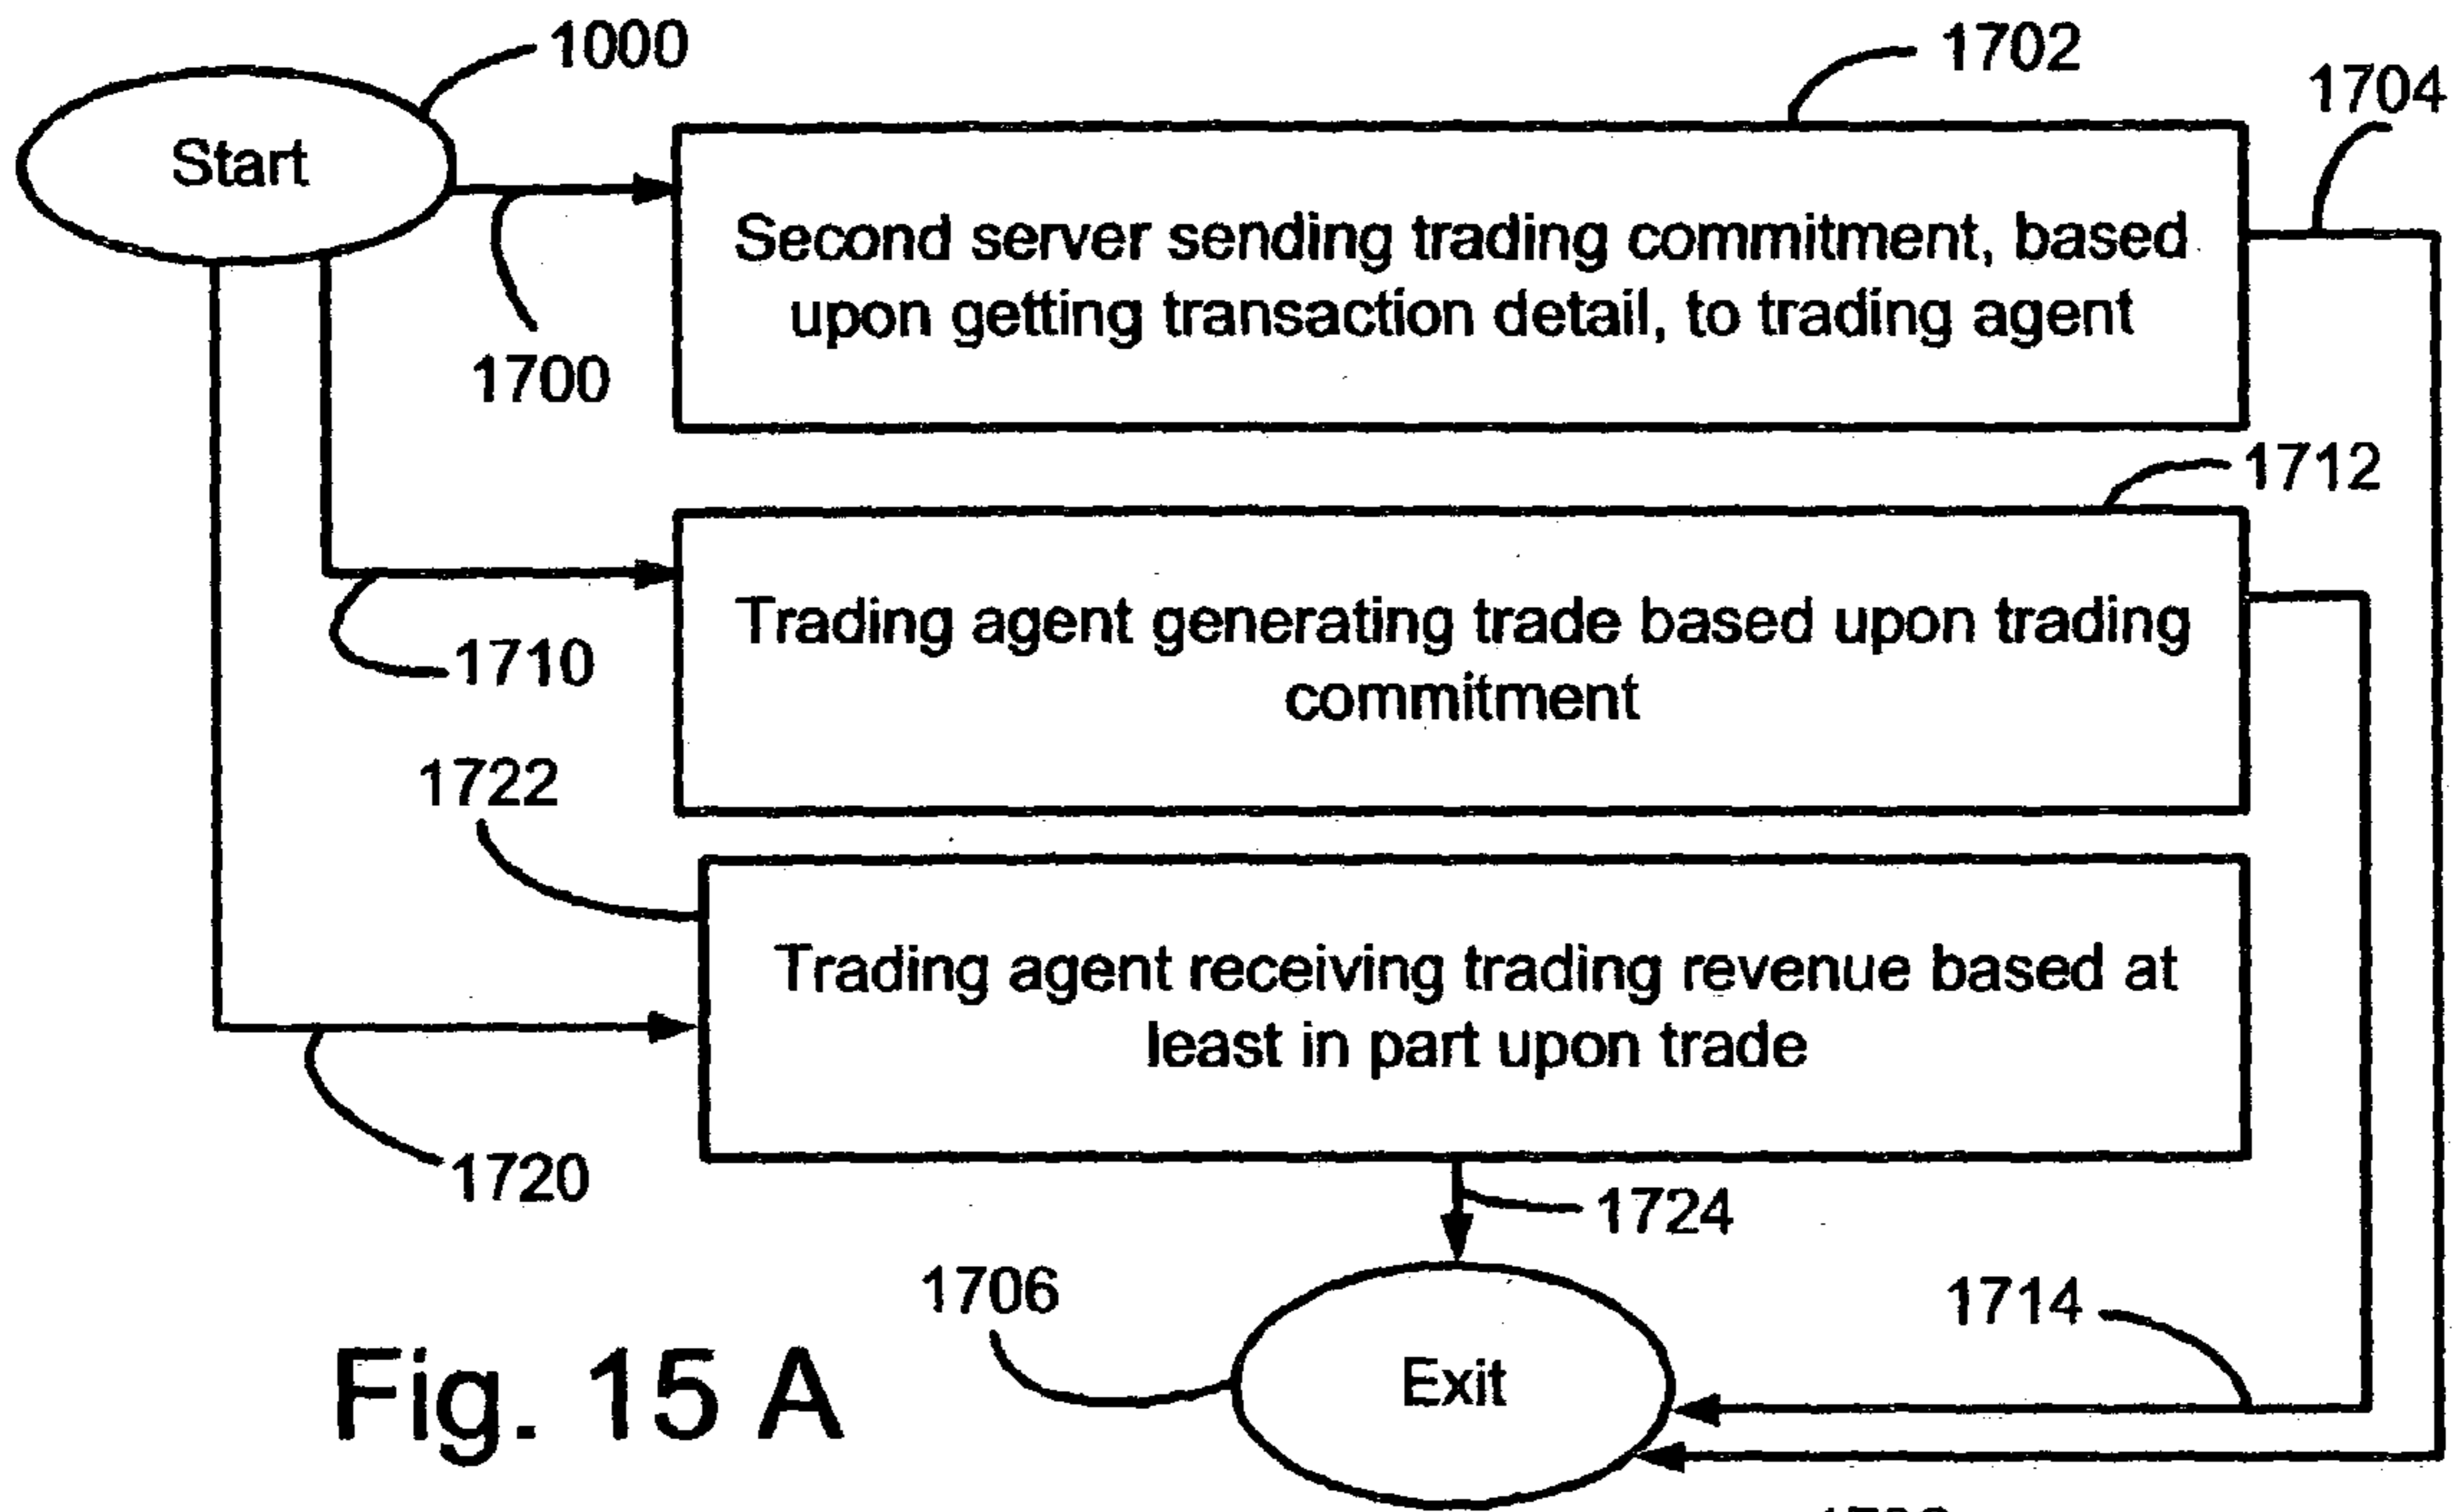 1000
1702
1704
Start
Second server sending trading commitment, based
upon getting transaction detail, to trading agent
1700
1712
Trading agent generating trade based upon trading
commitment
1710
1722
Trading agent receiving trading revenue based at
least in part upon trade
1720
1724
1706
1714
Exit
Fig. 15 A